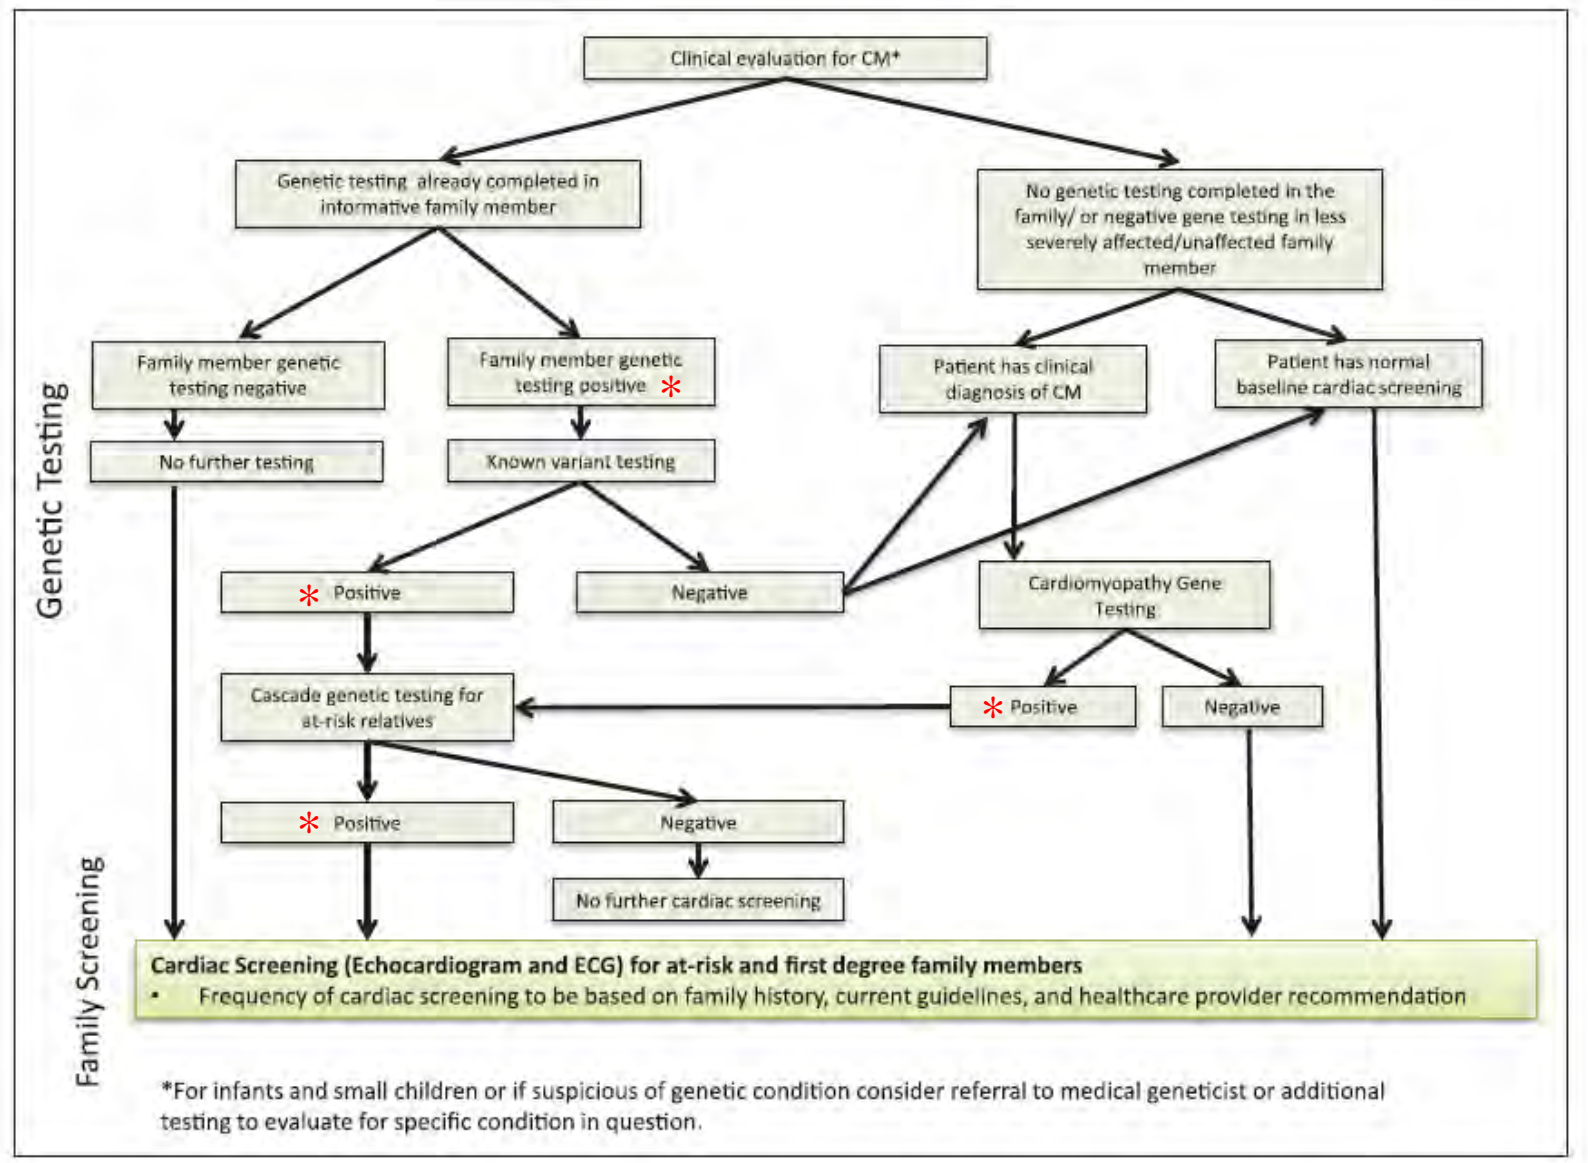 Clinical evaluation for CM*
Genetic testing already completed in
informative family member
No genetic testing completed in the
family/ or negative gene testing in less
severely affected/unaffected family
member
Genetic Testing
Family member genetic
testing negative
Family member genetic
testing positive *
Patient has clinical
diagnosis of CM
Patient has normal
baseline cardiac screening
No further testing
Known variant testing
* Positive
Negative
Cardiomyopathy Gene
Testing
Cascade genetic testing for
at-risk relatives
* Positive
Negative
* Positive
Negative
No further cardiac screening
Family Screening
Cardiac Screening (Echocardiogram and ECG) for at-risk and first degree family members
• Frequency of cardiac screening to be based on family history, current guidelines, and healthcare provider recommendation
*For infants and small children or if suspicious of genetic condition consider referral to medical geneticist or additional
testing to evaluate for specific condition in question.